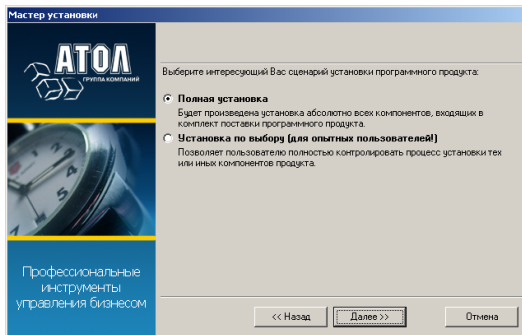 Мастер установки
АТОЛ
ГРУППА КОМПАНИЙ
Выберите интересующий Вас сценарий установки программного продукта:
Полная установка
Будет произведена установка абсолютно всех компонентов, входящих в
комплект поставки программного продукта.
Установка по выбору (для опытных пользователей!)
Позволяет пользователю полностью контролировать процесс установки тех
или иных компонентов продукта.
Профессиональные
инструменты
управления бизнесом
<< Назад
Далее >>
Отмена